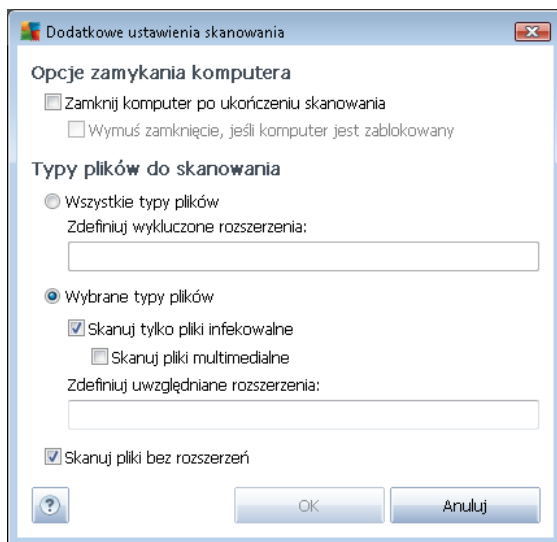 Dodatkowe ustawienia skanowania
Opcje zamykania komputera
Zamknij komputer po ukończeniu skanowania
Wymuś zamknięcie, jeśli komputer jest zablokowany
Typy plików do skanowania
Wszystkie typy plików
Zdefiniuj wykluczone rozszerzenia:
Wybrane typy plików
Skanuj tylko pliki infekowalne
Skanuj pliki multimedialne
Zdefiniuj uwzględniane rozszerzenia:
Skanuj pliki bez rozszerzeń
? OK Anuluj